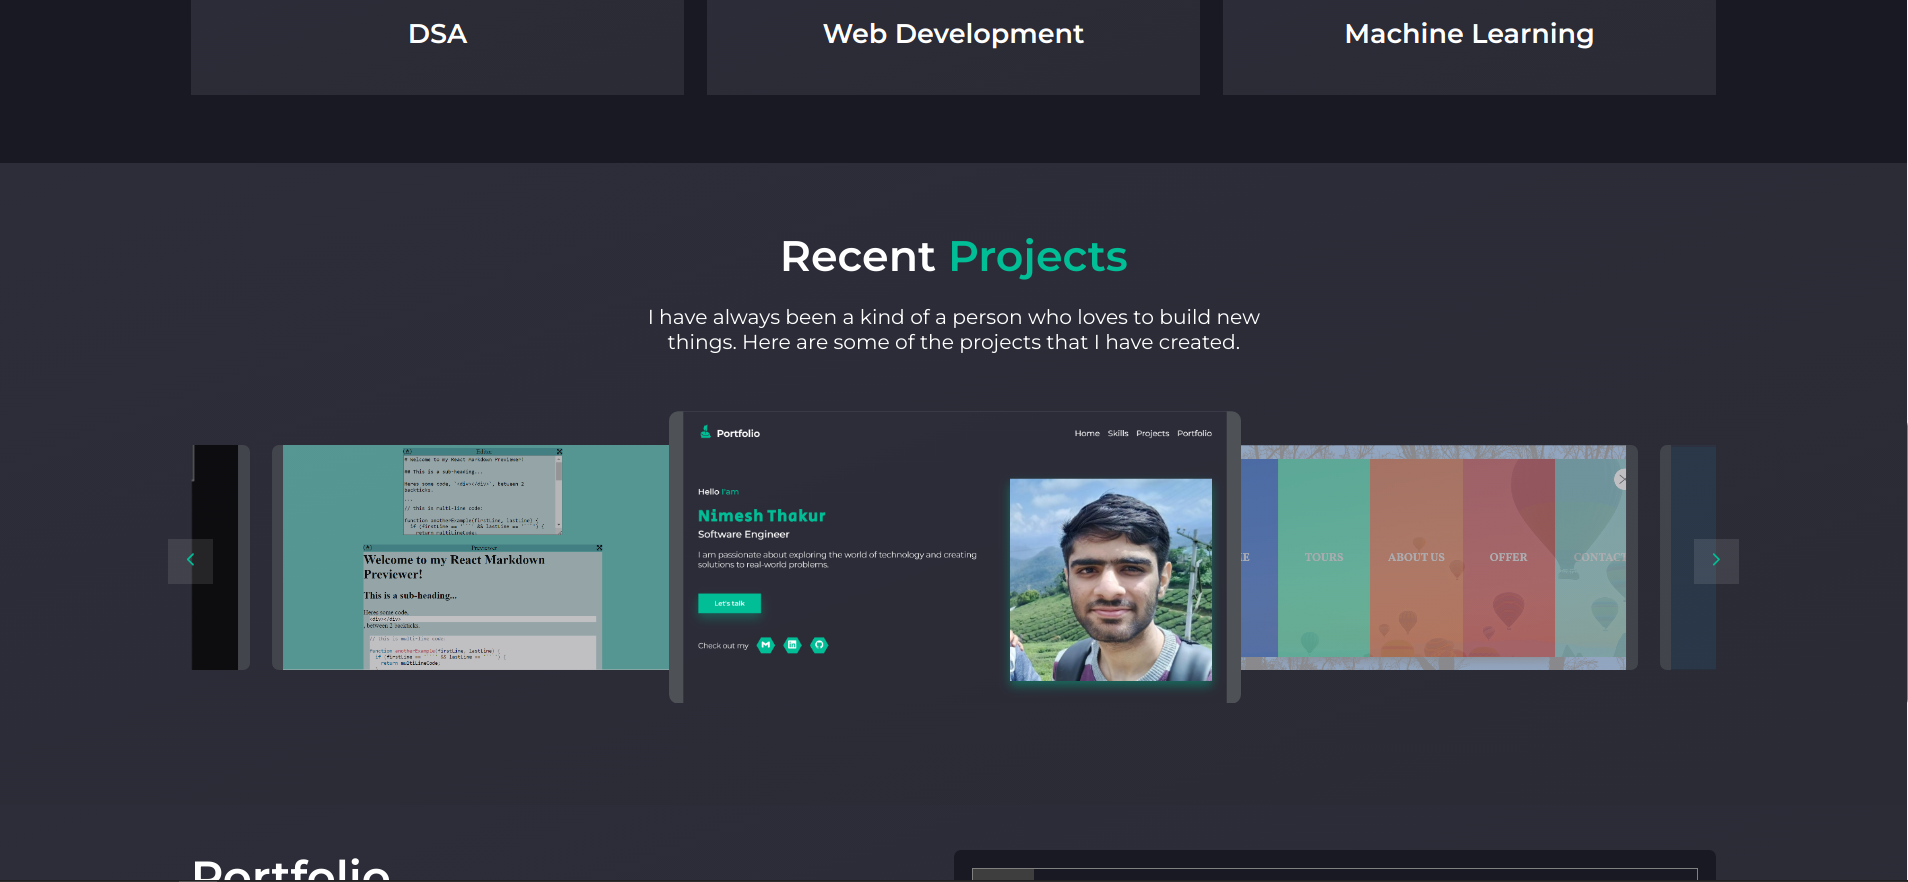 DSA
Web Development
Machine Learning
Recent Projects
I have always been a kind of a person who loves to build new
things. Here are some of the projects that I have created.
Editor
# Welcome to my React Markdown Previewer!
## This is a sub-heading...
Heres some code, `<div></div>`, between 2
backticks.
// this is multi-line code:
function anotherExample(firstLine, lastLine) {
if (firstLine == '```' && lastLine == '```') {
return multiLineCode;
Previewer
Welcome to my React Markdown
Previewer!
This is a sub-heading...
Heres some code,
<div></div>
, between 2 backticks.
// this is multi-line code:
function anotherExample(firstLine, lastLine) {
if (firstLine == '```' && lastLine == '```') {
return multiLineCode;
Portfolio
Home Skills Projects Portfolio
Hello I'am
Nimesh Thakur
Software Engineer
I am passionate about exploring the world of technology and creating
solutions to real-world problems.
Let's talk
Check out my
TOURS
ABOUT US
OFFER
CONTACT
Portfolio